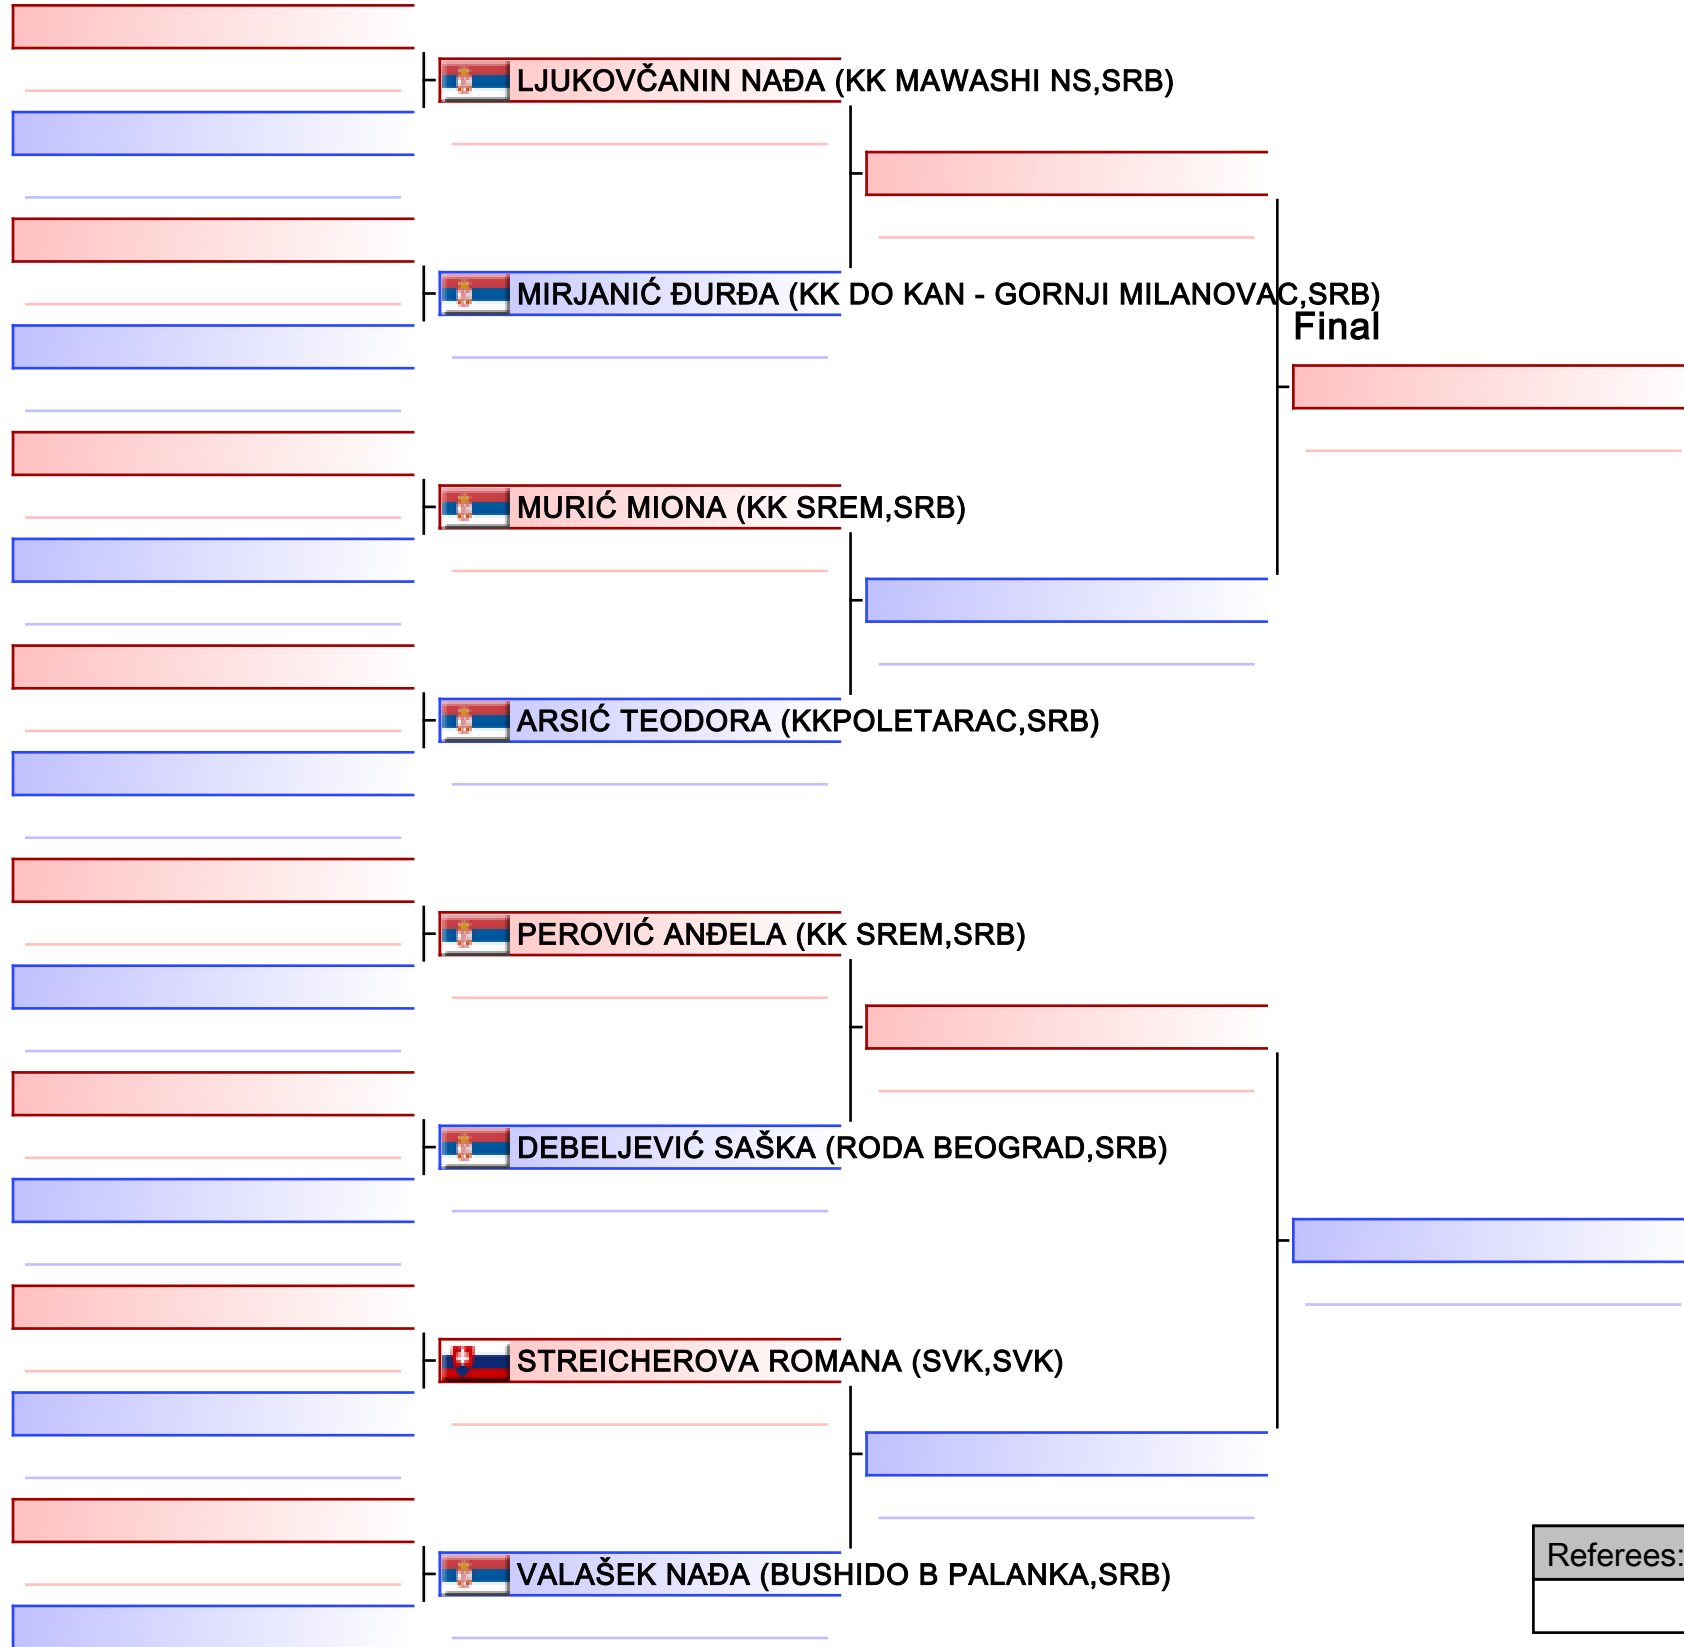 LJUKOVČANIN NAĐA (KK MAWASHI NS,SRB)
MIRJANIĆ ĐURĐA (KK DO KAN - GORNJI MILANOVAC,SRB)
Final
MURIĆ MIONA (KK SREM,SRB)
ARSIĆ TEODORA (KKPOLETARAC,SRB)
PEROVIĆ ANĐELA (KK SREM,SRB)
DEBELJEVIĆ SAŠKA (RODA BEOGRAD,SRB)
STREICHEROVA ROMANA (SVK,SVK)
Referees:
VALAŠEK NAĐA (BUSHIDO B PALANKA,SRB)